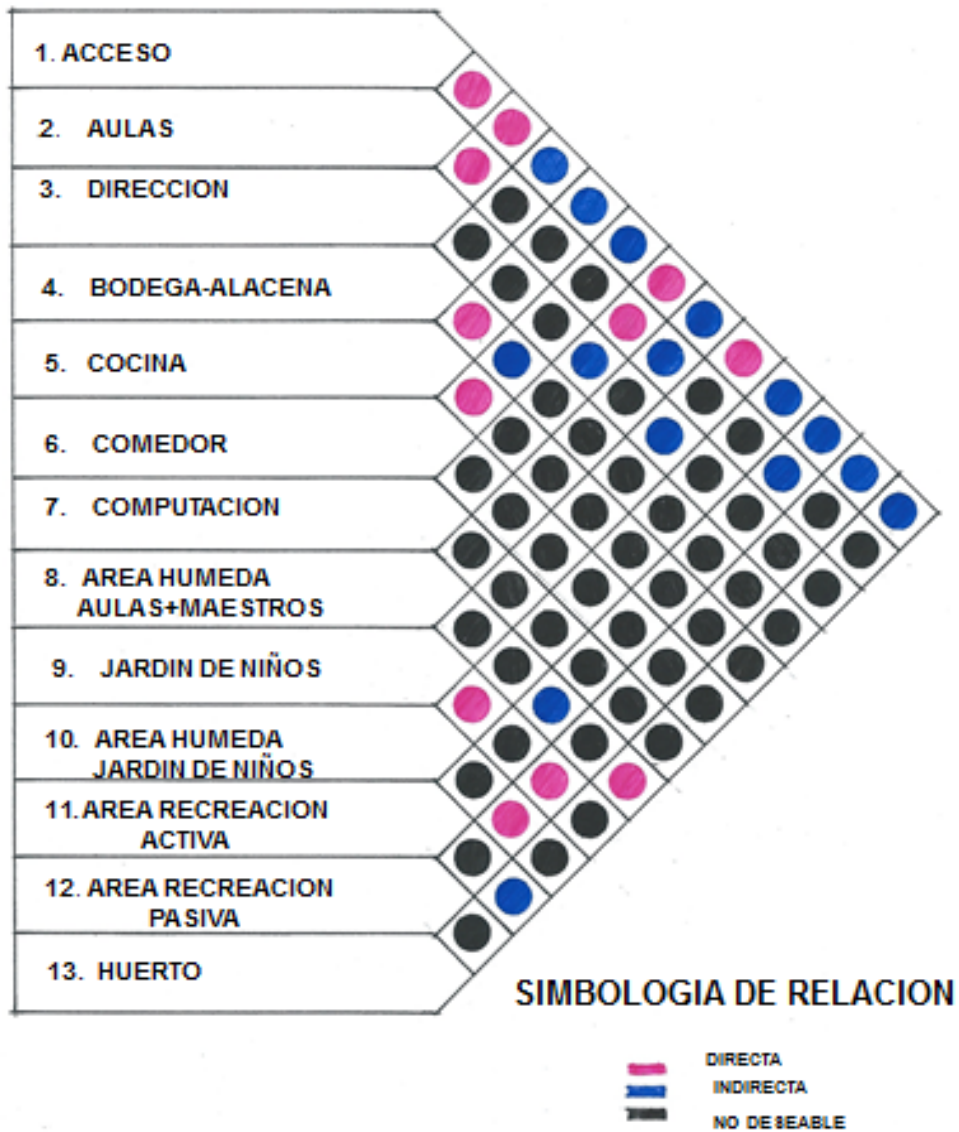 1. ACCESO
2. AULAS
3. DIRECCION
4. BODEGA-ALACENA
5. COCINA
6. COMEDOR
7. COMPUTACION
8. AREA HUMEDA
AULAS+MAESTROS
9. JARDIN DE NIÑOS
10. AREA HUMEDA
JARDIN DE NIÑOS
11. AREA RECREACION
ACTIVA
12. AREA RECREACION
PASIVA
13. HUERTO
SIMBOLOGIA DE RELACION
DIRECTA
INDIRECTA
NO DESEABLE